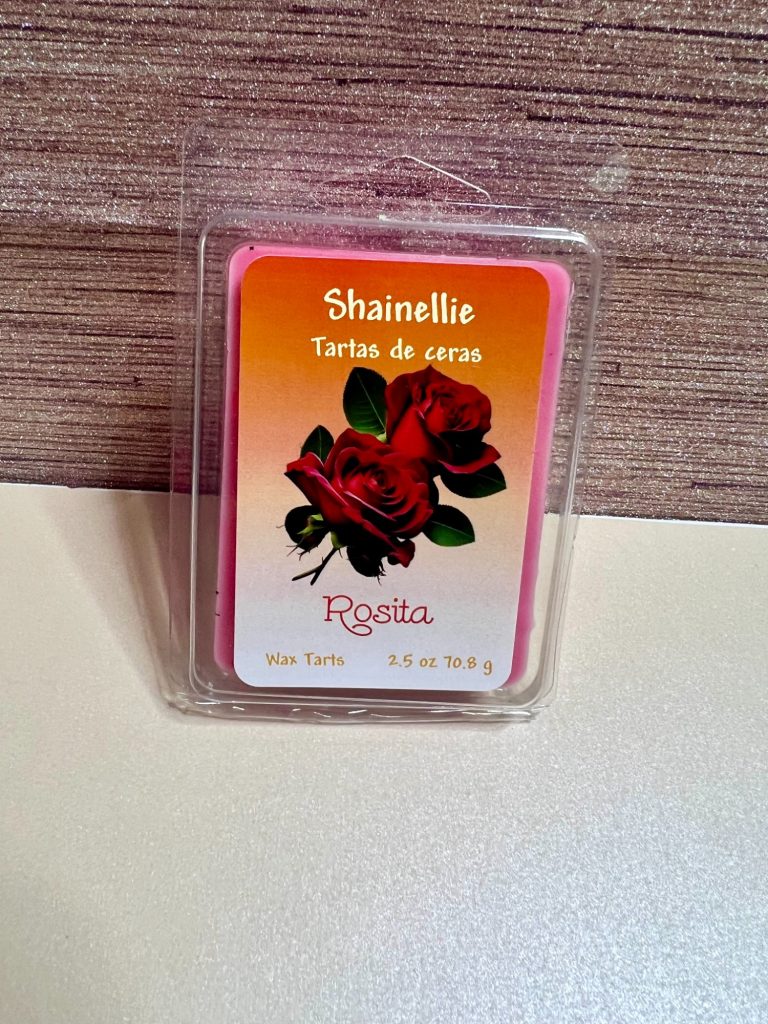 Shainellie
Tartas de ceras
Rosita
Wax Tarts 2.5 oz 70.8 g